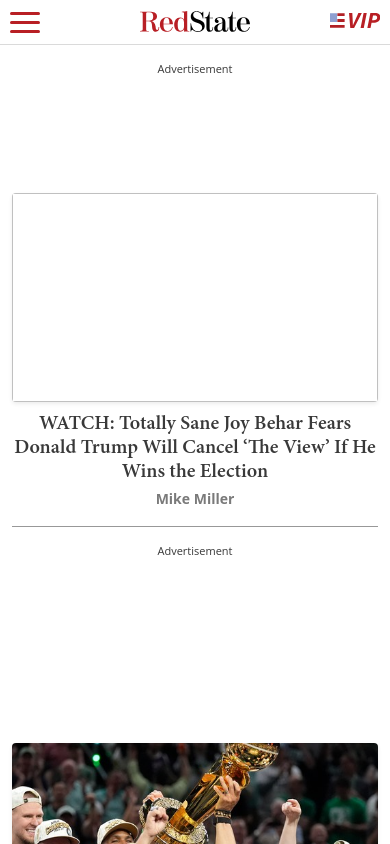 RedState
VIP
Advertisement
WATCH: Totally Sane Joy Behar Fears
Donald Trump Will Cancel ‘The View’ If He
Wins the Election
Mike Miller
Advertisement